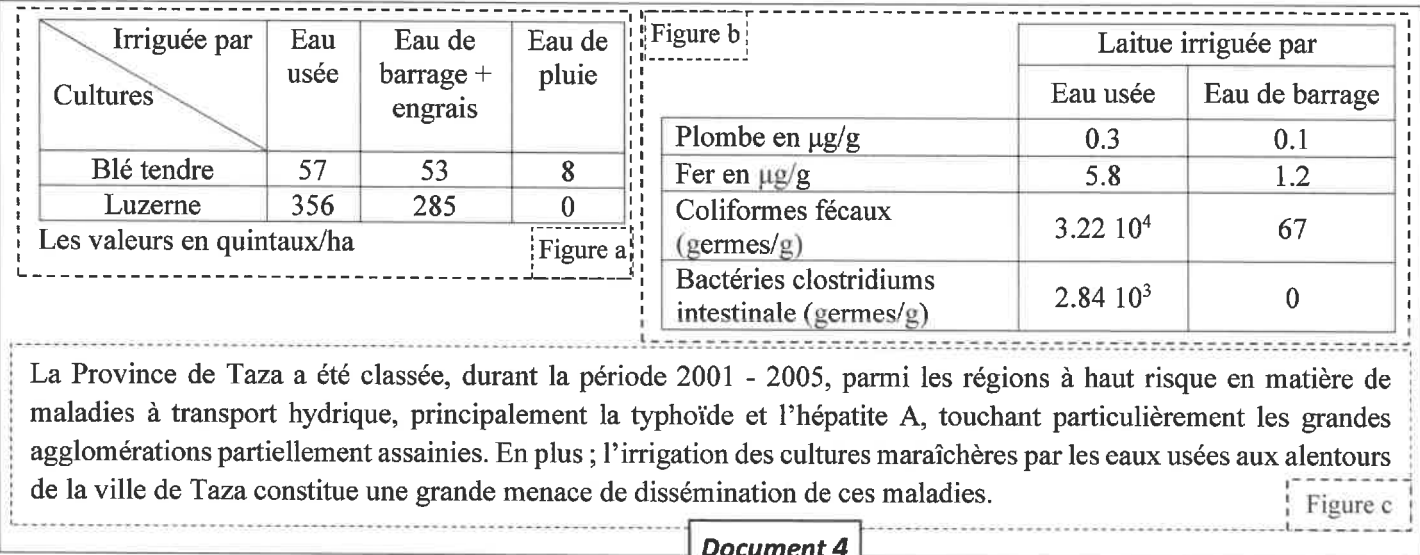 Irriguée par
Cultures
Eau usée
Eau de barrage + engrais
Eau de pluie
Blé tendre 57 53 8
Luzerne 356 285 0
Les valeurs en quintaux/ha
Figure a
Figure b
Laitue irriguée par
Eau usée Eau de barrage
Plombe en µg/g 0.3 0.1
Fer en µg/g 5.8 1.2
Coliformes fécaux (germes/g) 3.22 10⁴ 67
Bactéries clostridiums intestinale (germes/g) 2.84 10³ 0
La Province de Taza a été classée, durant la période 2001 - 2005, parmi les régions à haut risque en matière de
maladies à transport hydrique, principalement la typhoïde et l'hépatite A, touchant particulièrement les grandes
agglomérations partiellement assainies. En plus ; l'irrigation des cultures maraîchères par les eaux usées aux alentours
de la ville de Taza constitue une grande menace de dissémination de ces maladies.
Figure c
Document 4